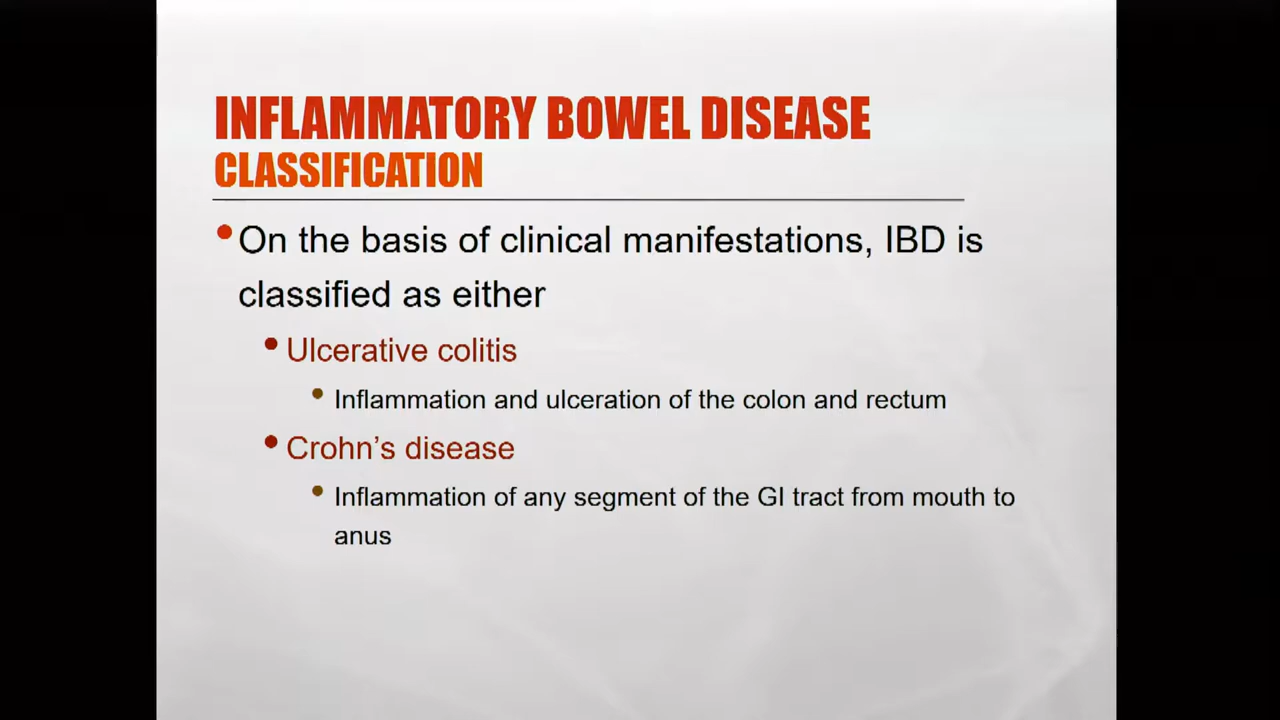 INFLAMMATORY BOWEL DISEASE
CLASSIFICATION
On the basis of clinical manifestations, IBD is
classified as either
Ulcerative colitis
Inflammation and ulceration of the colon and rectum
Crohn’s disease
Inflammation of any segment of the GI tract from mouth to
anus